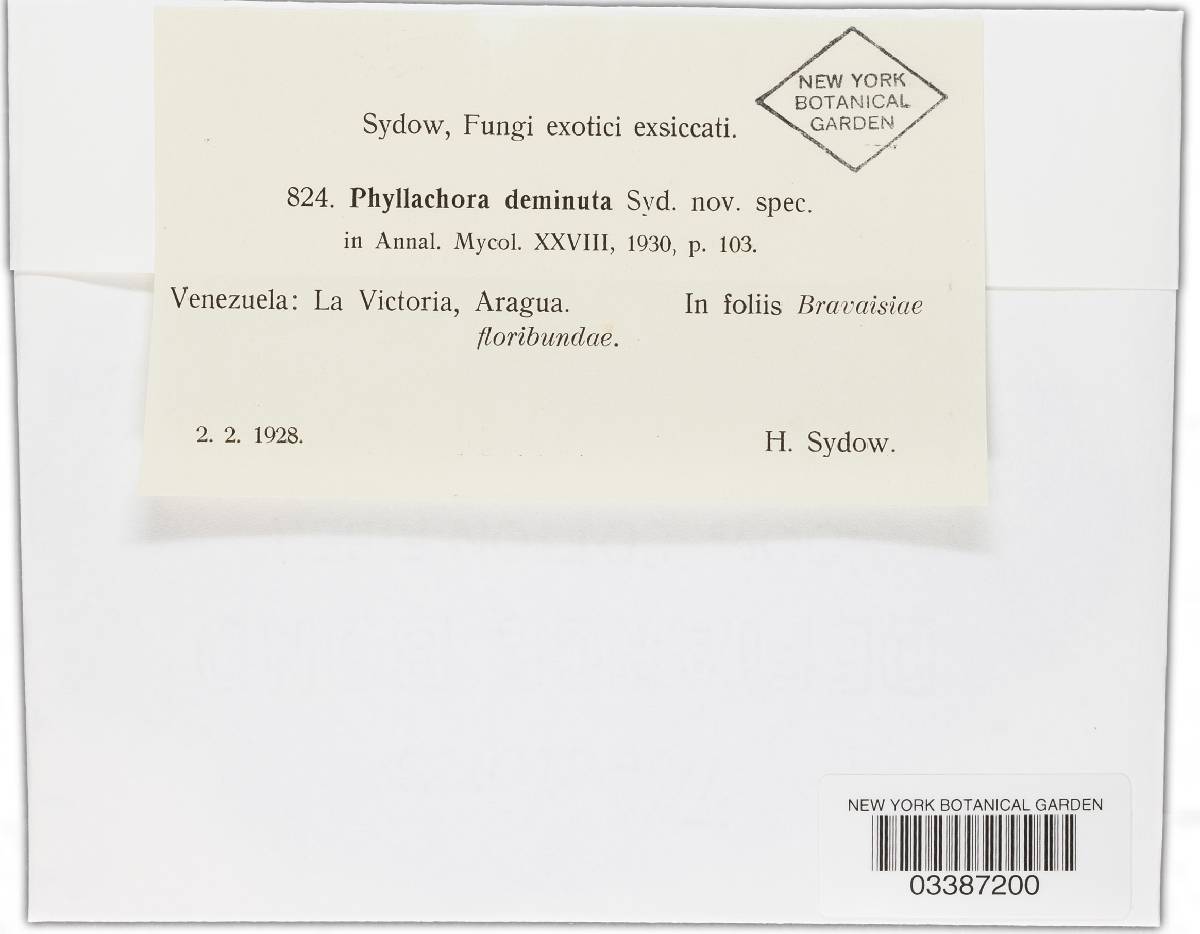 NEW YORK
BOTANICAL
GARDEN
Sydow, Fungi exotici exsiccati.
824. Phyllachora deminuta Syd. nov. spec.
in Annal. Mycol. XXVIII, 1930, p. 103.
Venezuela: La Victoria, Aragua. In foliis Bravaisiae
floribundae.
2. 2. 1928. H. Sydow.
NEW YORK BOTANICAL GARDEN
03387200